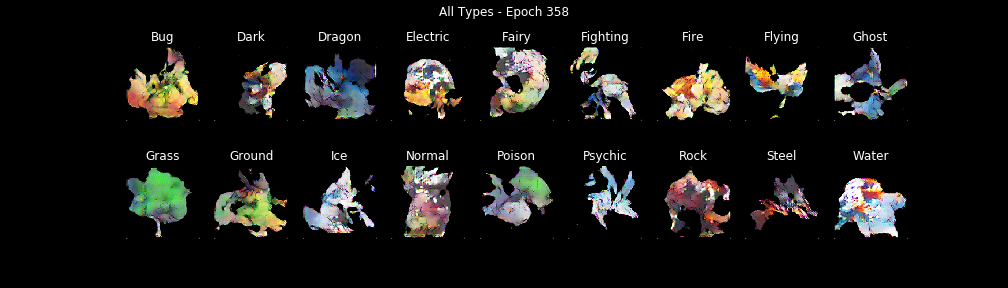 All Types - Epoch 358
Bug Dark Dragon Electric Fairy Fighting Fire Flying Ghost
Grass Ground Ice Normal Poison Psychic Rock Steel Water